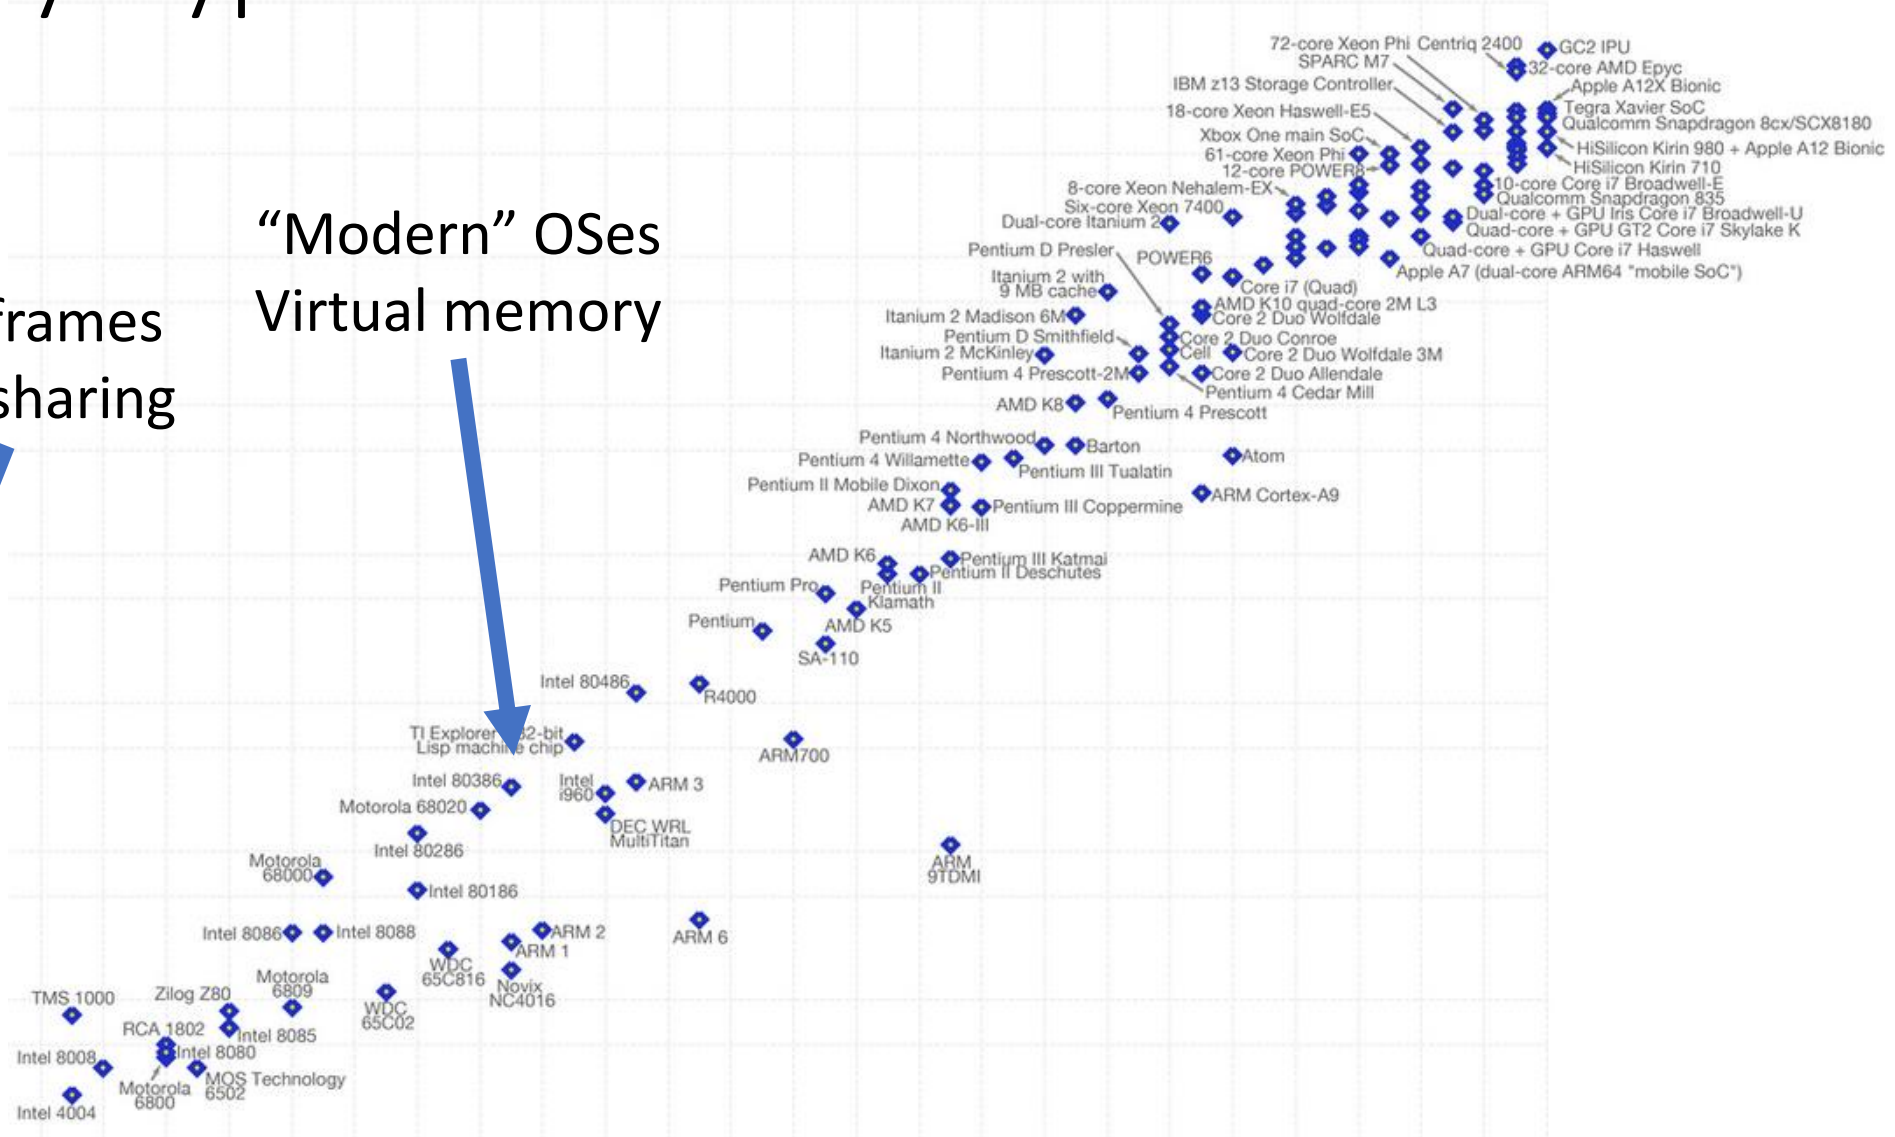 “Modern” OSes
Virtual memory
frames
sharing
72-core Xeon Phi
Centriq 2400
GC2 IPU
SPARC M7
32-core AMD Epyc
IBM z13 Storage Controller
Apple A12X Bionic
18-core Xeon Haswell-E5
Tegra Xavier SoC
Qualcomm Snapdragon 8cx/SCX8180
Xbox One main SoC
61-core Xeon Phi
HiSilicon Kirin 980 + Apple A12 Bionic
12-core POWER8
HiSilicon Kirin 710
8-core Xeon Nehalem-EX
10-core Core i7 Broadwell-E
Six-core Xeon 7400
Qualcomm Snapdragon 835
Dual-core Itanium 2
Dual-core + GPU Iris Core i7 Broadwell-U
Quad-core + GPU GT2 Core i7 Skylake K
Pentium D Presler
POWER6
Quad-core + GPU Core i7 Haswell
Itanium 2 with
9 MB cache
Apple A7 (dual-core ARM64 "mobile SoC")
Core i7 (Quad)
AMD K10 quad-core 2M L3
Itanium 2 Madison 6M
Core 2 Duo Wolfdale
Pentium D Smithfield
Core 2 Duo Conroe
Itanium 2 McKinley
Cell
Core 2 Duo Wolfdale 3M
Pentium 4 Prescott-2M
Core 2 Duo Allendale
Pentium 4 Cedar Mill
AMD K8
Pentium 4 Prescott
Pentium 4 Northwood
Barton
Pentium 4 Willamette
Pentium III Tualatin
Atom
Pentium II Mobile Dixon
ARM Cortex-A9
AMD K7
Pentium III Coppermine
AMD K6-III
AMD K6
Pentium III Katmai
Pentium II Deschutes
Pentium Pro
Pentium II
Klamath
Pentium
AMD K5
SA-110
Intel 80486
R4000
TI Explorer 32-bit
Lisp machine chip
ARM700
Intel 80386
Intel
i960
ARM 3
Motorola 68020
DEC WRL
MultiTitan
Intel 80286
Motorola
68000
ARM
9TDMI
Intel 80186
Intel 8086
Intel 8088
ARM 2
ARM 1
ARM 6
WDC
65C816
Novix
NC4016
Motorola
6809
TMS 1000
Zilog Z80
WDC
65C02
RCA 1802
Intel 8085
Intel 8008
Intel 8080
Motorola
6800
MOS Technology
6502
Intel 4004